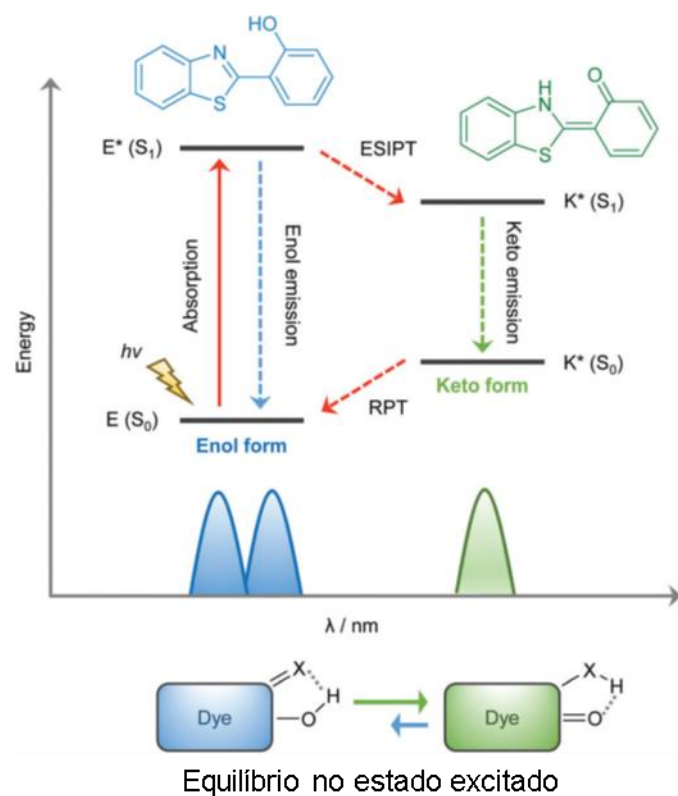 HO
N
S
H
N
O
S
E* (S₁)
ESIPT
K* (S₁)
Absorption
Enol emission
Keto emission
Energy
hν
K* (S₀)
Keto form
E (S₀)
RPT
Enol form
λ / nm
X
H
O
Dye
X
H
O
Dye
Equilíbrio no estado excitado